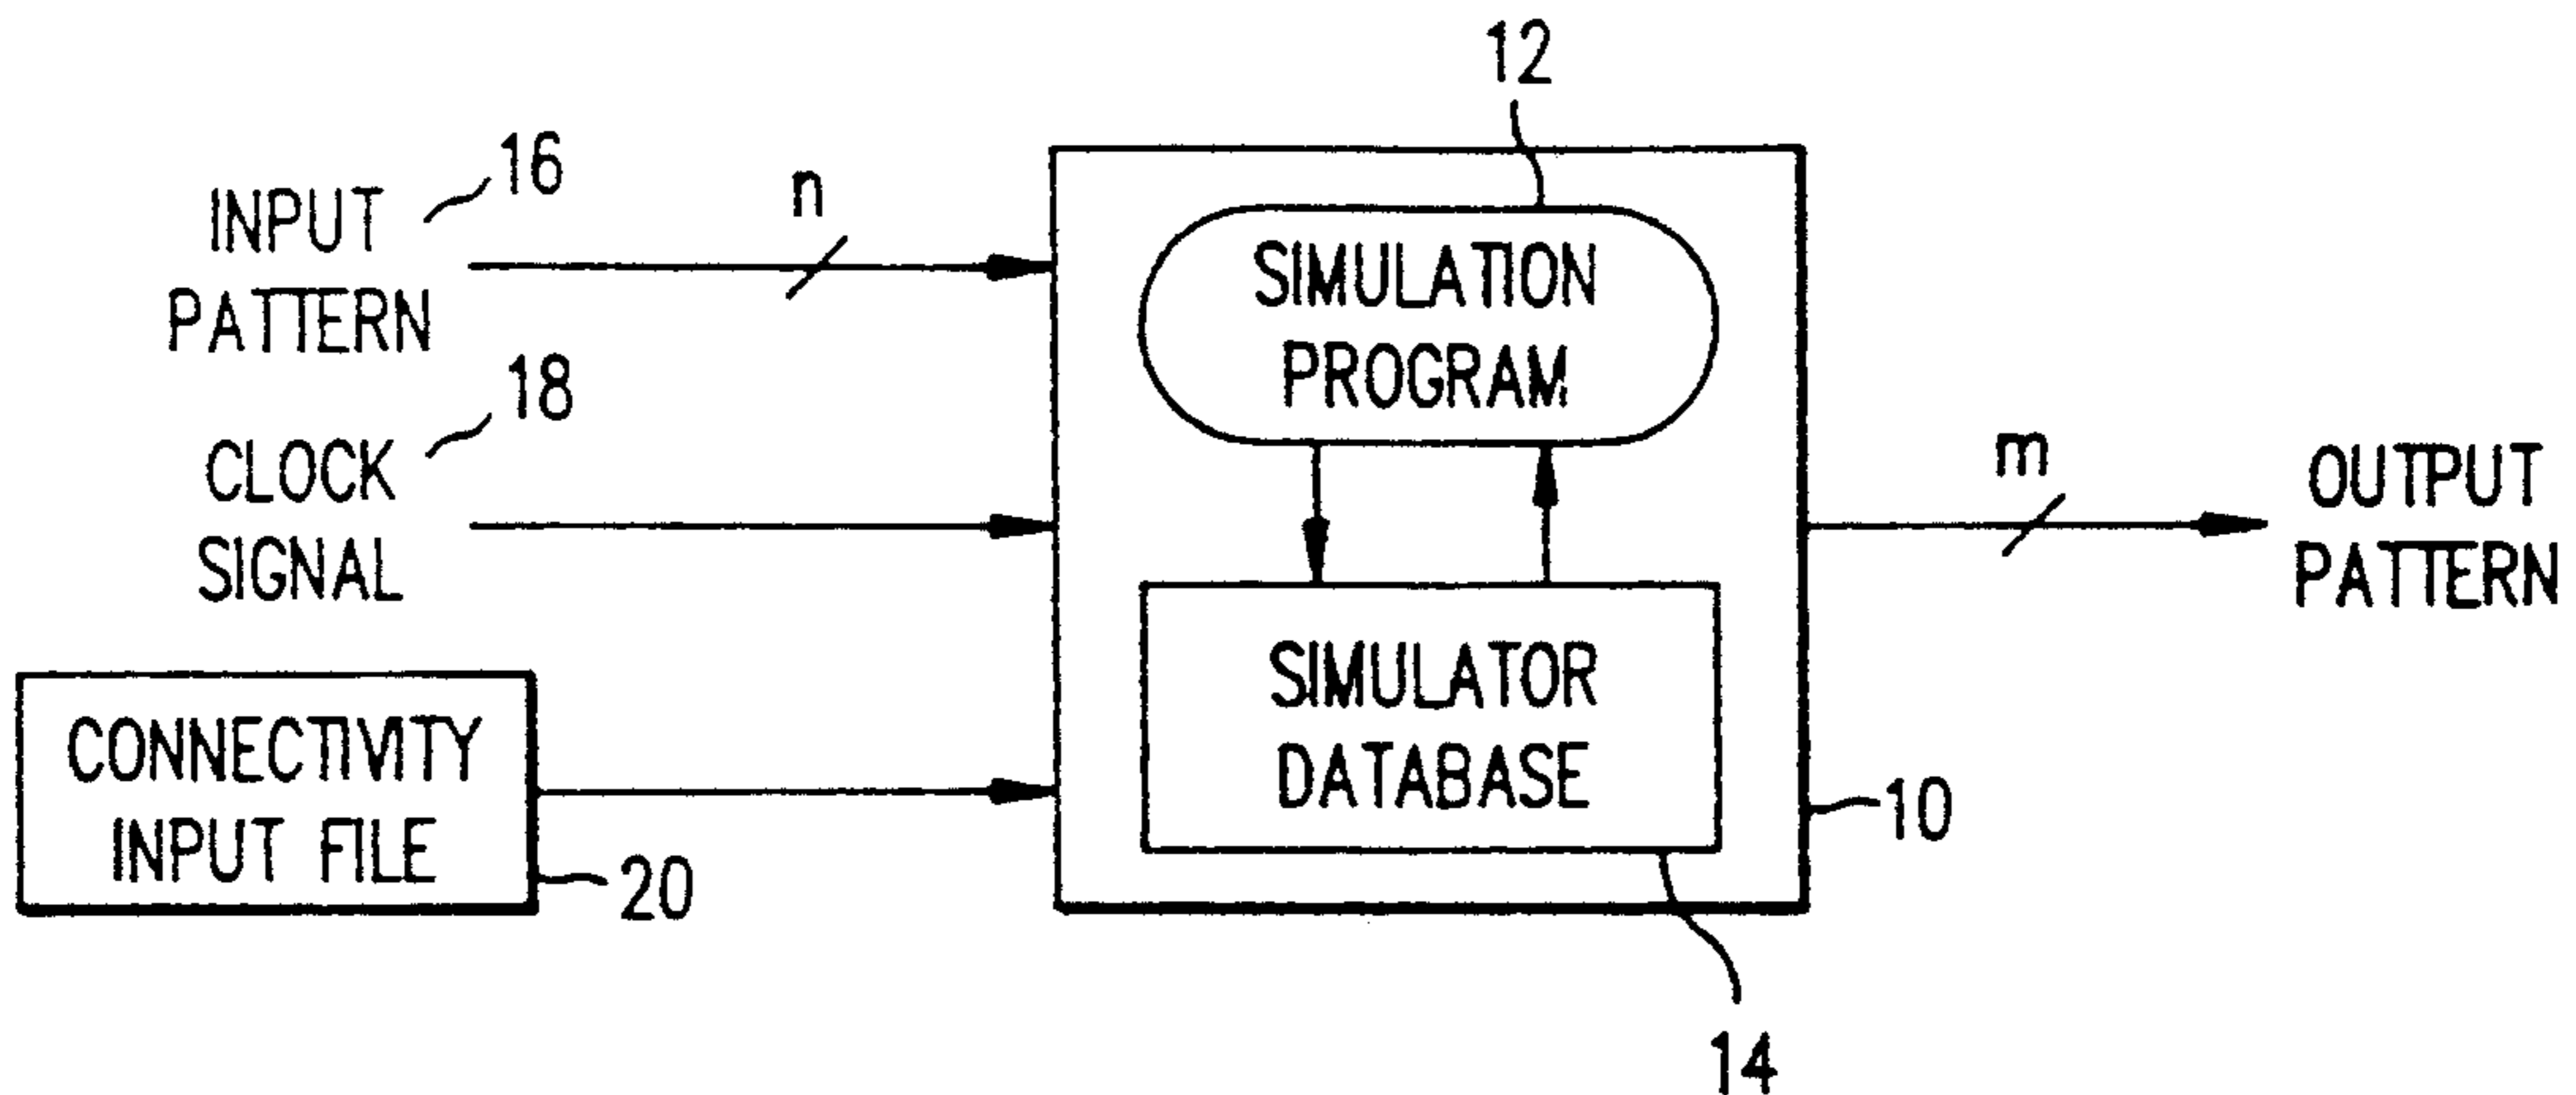 12
16
INPUT
PATTERN
n
SIMULATION
PROGRAM
18
CLOCK
SIGNAL
m
OUTPUT
PATTERN
CONNECTIVITY
INPUT FILE
20
SIMULATOR
DATABASE
10
14